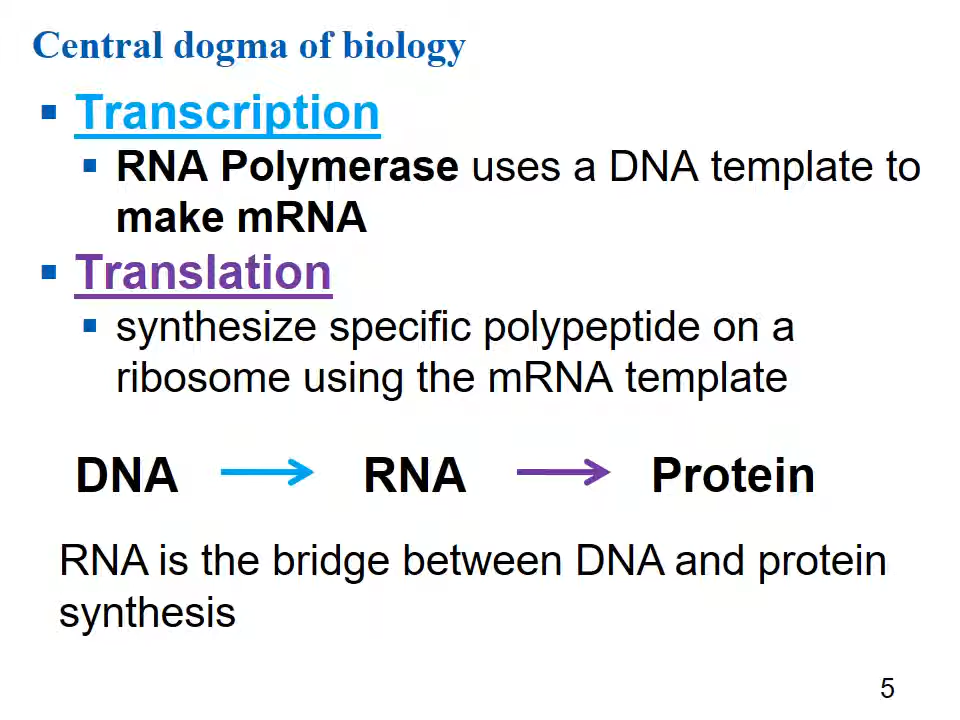 Central dogma of biology
Transcription
RNA Polymerase uses a DNA template to
make mRNA
Translation
synthesize specific polypeptide on a
ribosome using the mRNA template
DNA RNA Protein
RNA is the bridge between DNA and protein
synthesis
5